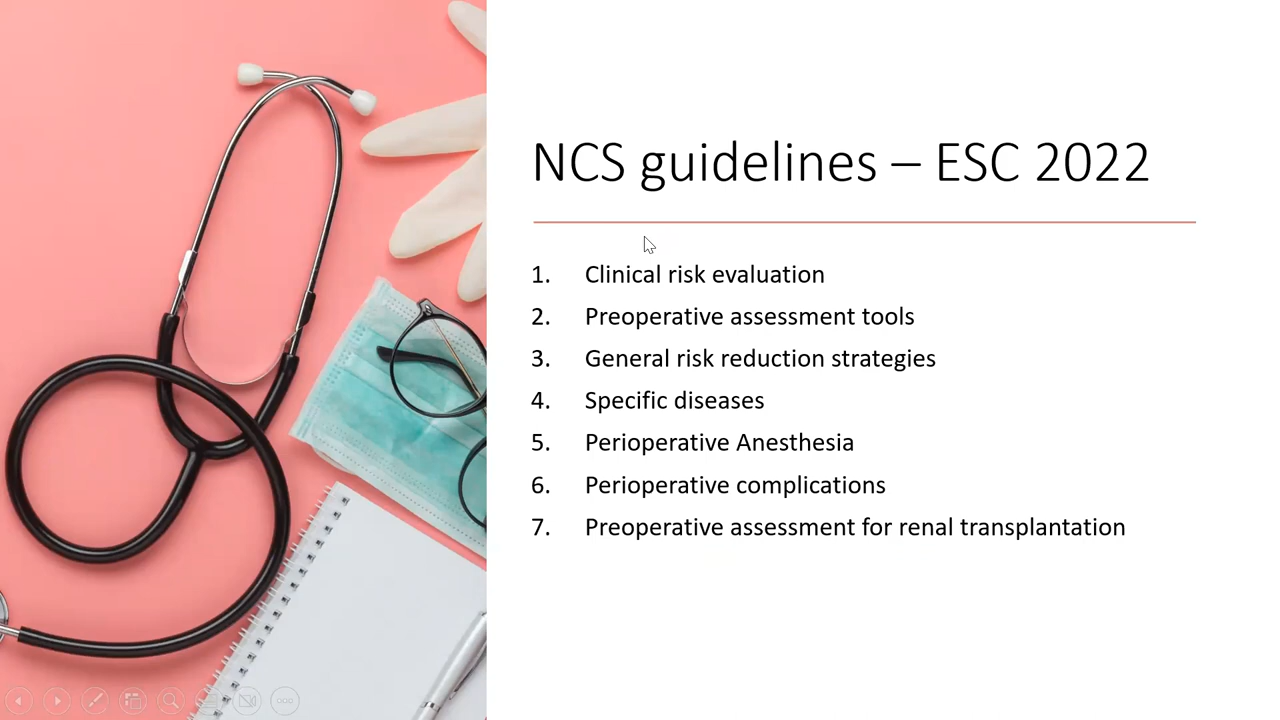 NCS guidelines – ESC 2022
1. Clinical risk evaluation
2. Preoperative assessment tools
3. General risk reduction strategies
4. Specific diseases
5. Perioperative Anesthesia
6. Perioperative complications
7. Preoperative assessment for renal transplantation